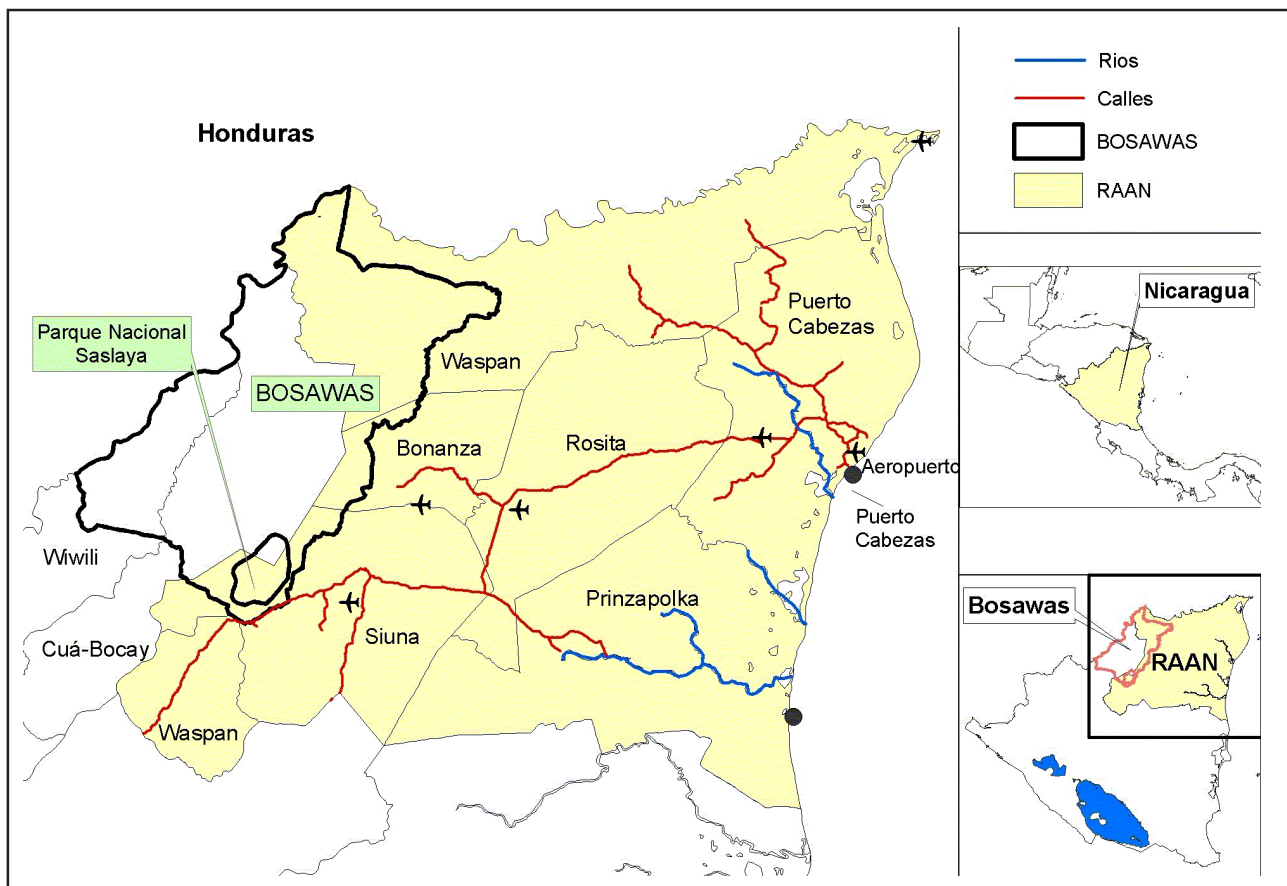 Honduras
Parque Nacional
Saslaya
BOSAWAS
Waspan
Puerto
Cabezas
Bonanza
Rosita
Aeropuerto
Puerto
Cabezas
Wiwili
Prinzapolka
Cuá-Bocay
Siuna
Waspan
Rios
Calles
BOSAWAS
RAAN
Nicaragua
Bosawas
RAAN